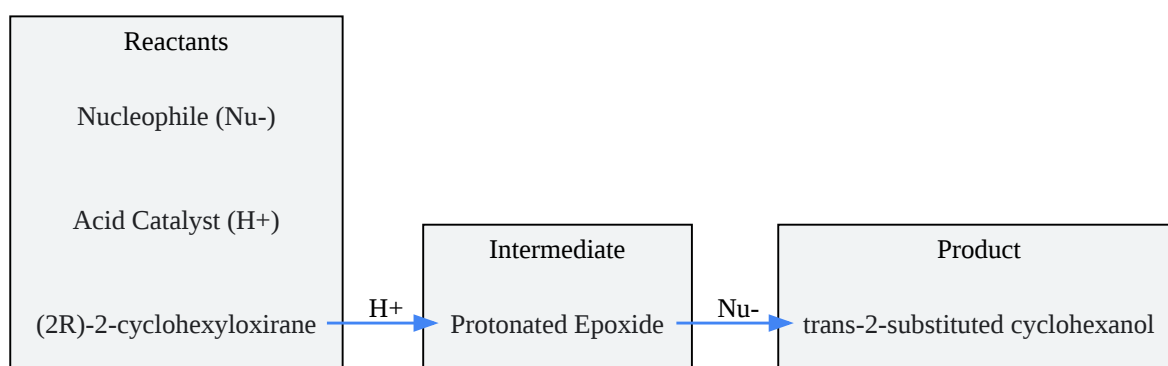 Reactants
Nucleophile (Nu-)
Acid Catalyst (H+)
(2R)-2-cyclohexyloxirane
H+
Intermediate
Protonated Epoxide
Nu-
Product
trans-2-substituted cyclohexanol